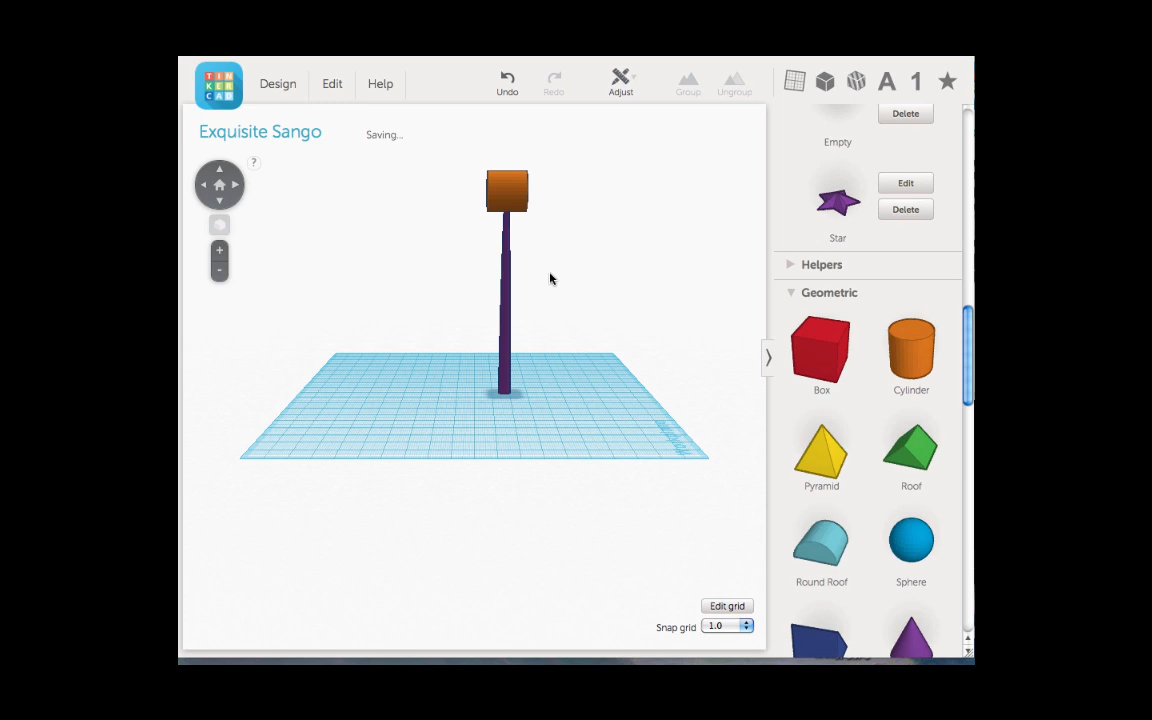 TIN
KER
CAD
Design
Edit
Help
Undo
Redo
Adjust
Group
Ungroup
A
1
Exquisite Sango
Saving...
?
+
-
Delete
Empty
Edit
Delete
Star
Helpers
Geometric
Box
Cylinder
Pyramid
Roof
Round Roof
Sphere
Edit grid
Snap grid
1.0